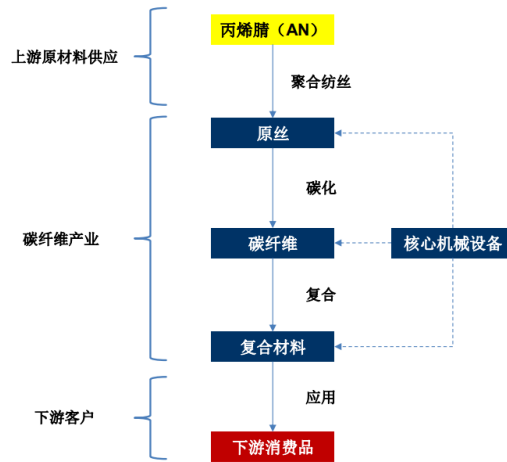 丙烯腈（AN）
上游原材料供应
聚合纺丝
原丝
碳化
碳纤维产业
碳纤维
核心机械设备
复合
复合材料
应用
下游客户
下游消费品